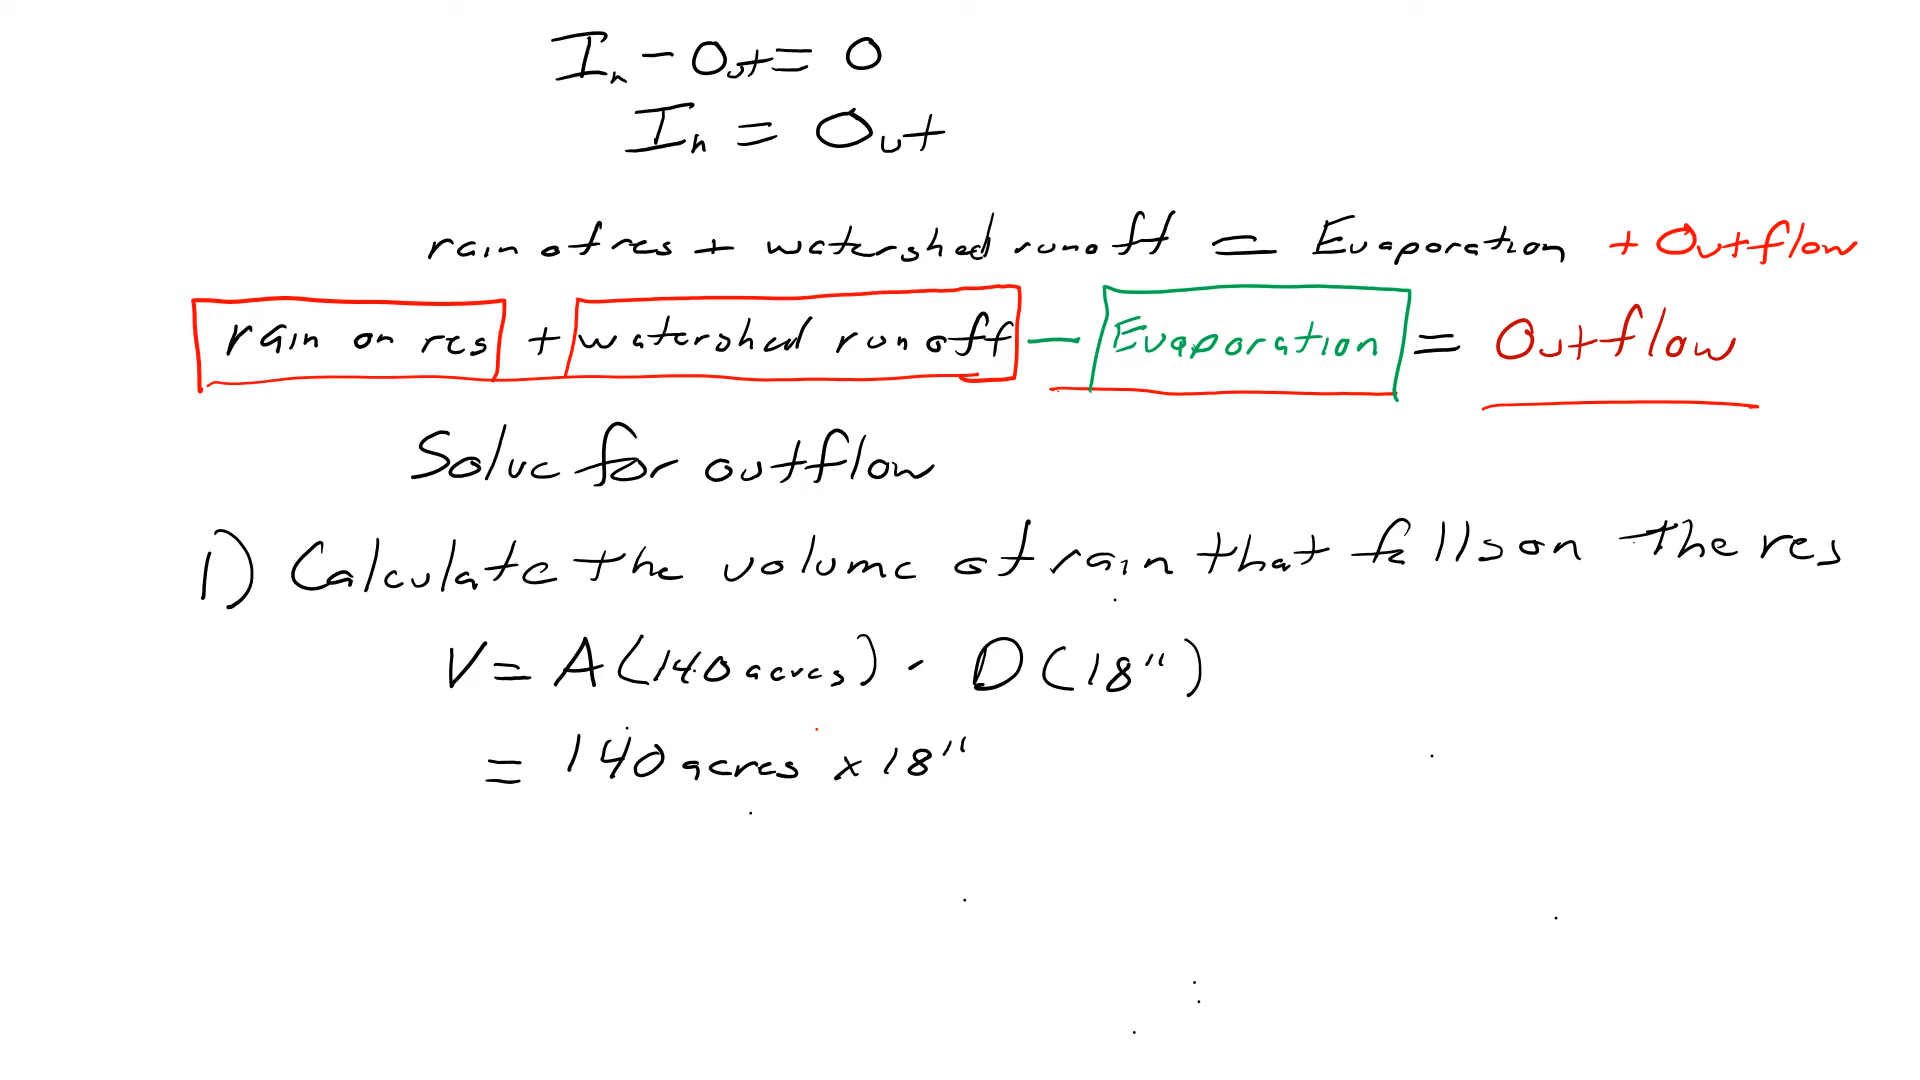 In - Out = 0
In = Out
rain of res + watershed runoff = Evaporation + Outflow
rain on res + watershed runoff - Evaporation = Outflow
Solve for outflow
1) Calculate the volume of rain that falls on the res
V = A (140 acres) · D (18")
= 140 acres x 18"